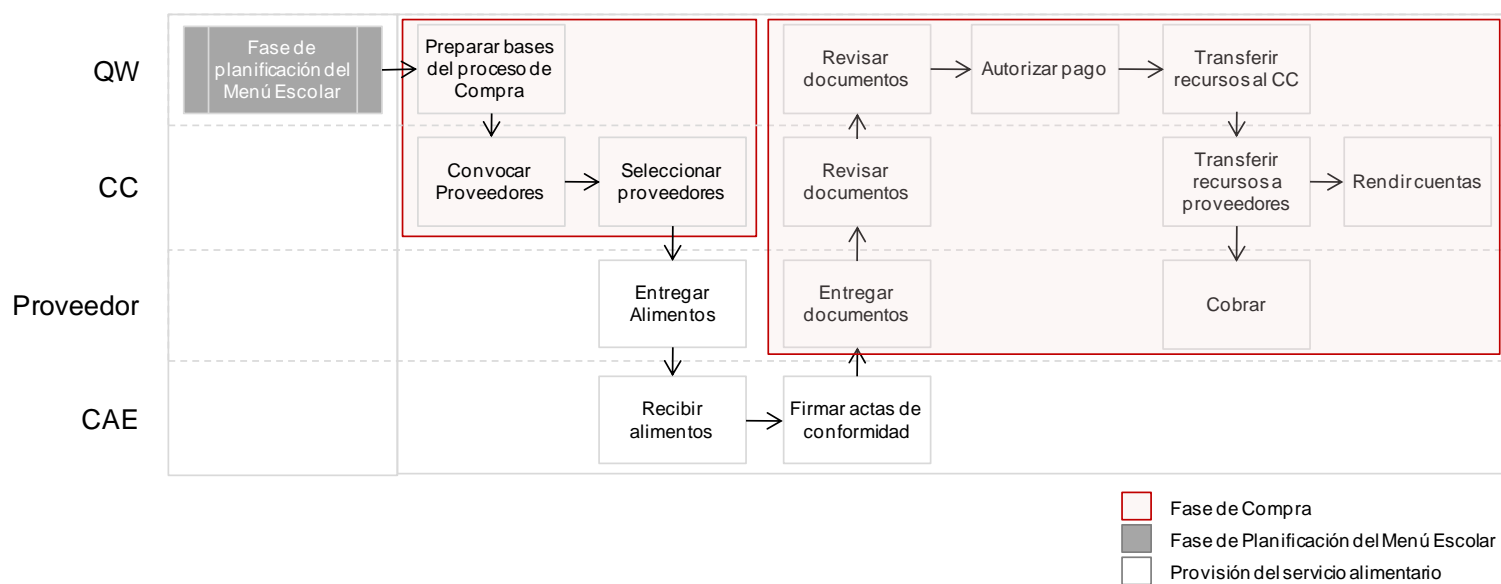 QW
Fase de
planificación del
Menú Escolar
Preparar bases
del proceso de
Compra
Revisar
documentos
Autorizar pago
Transferir
recursos al CC
CC
Convocar
Proveedores
Seleccionar
proveedores
Revisar
documentos
Transferir
recursos a
proveedores
Rendir cuentas
Proveedor
Entregar
Alimentos
Entregar
documentos
Cobrar
CAE
Recibir
alimentos
Firmar actas de
conformidad
Fase de Compra
Fase de Planificación del Menú Escolar
Provisión del servicio alimentario